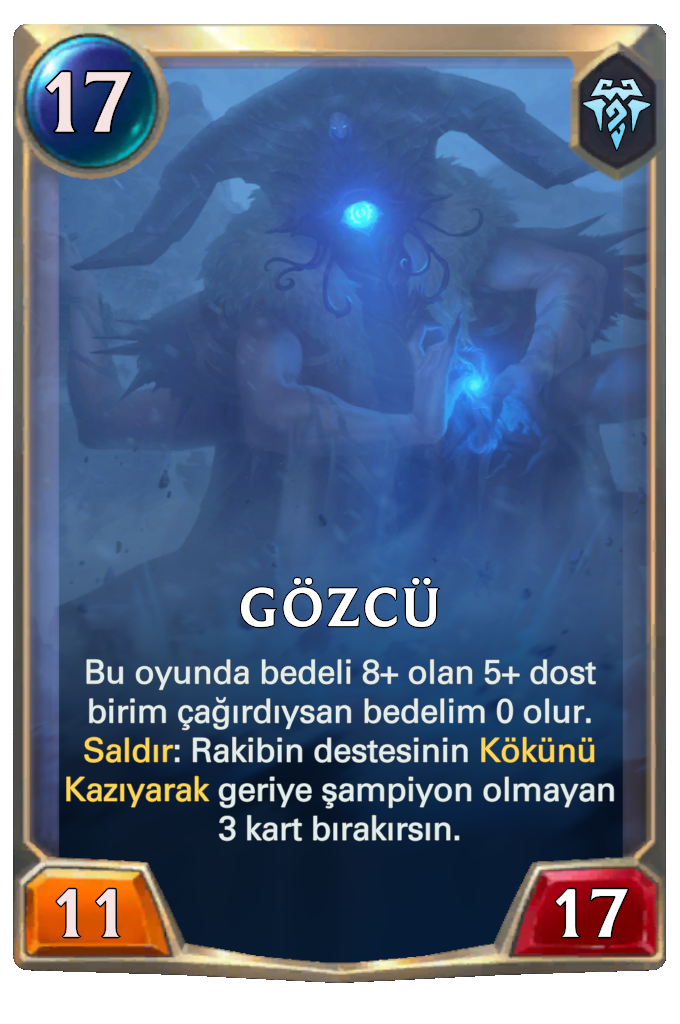 17
GÖZCÜ
Bu oyunda bedeli 8+ olan 5+ dost
birim çağırdıysan bedelim 0 olur.
Saldır: Rakibin destesinin Kökünü
Kazıyarak geriye şampiyon olmayan
3 kart bırakırsın.
11
17